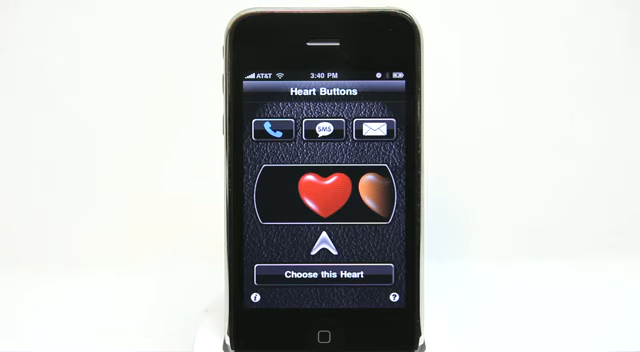 AT&T 3:40 PM
Heart Buttons
SMS
Choose this Heart
i ?